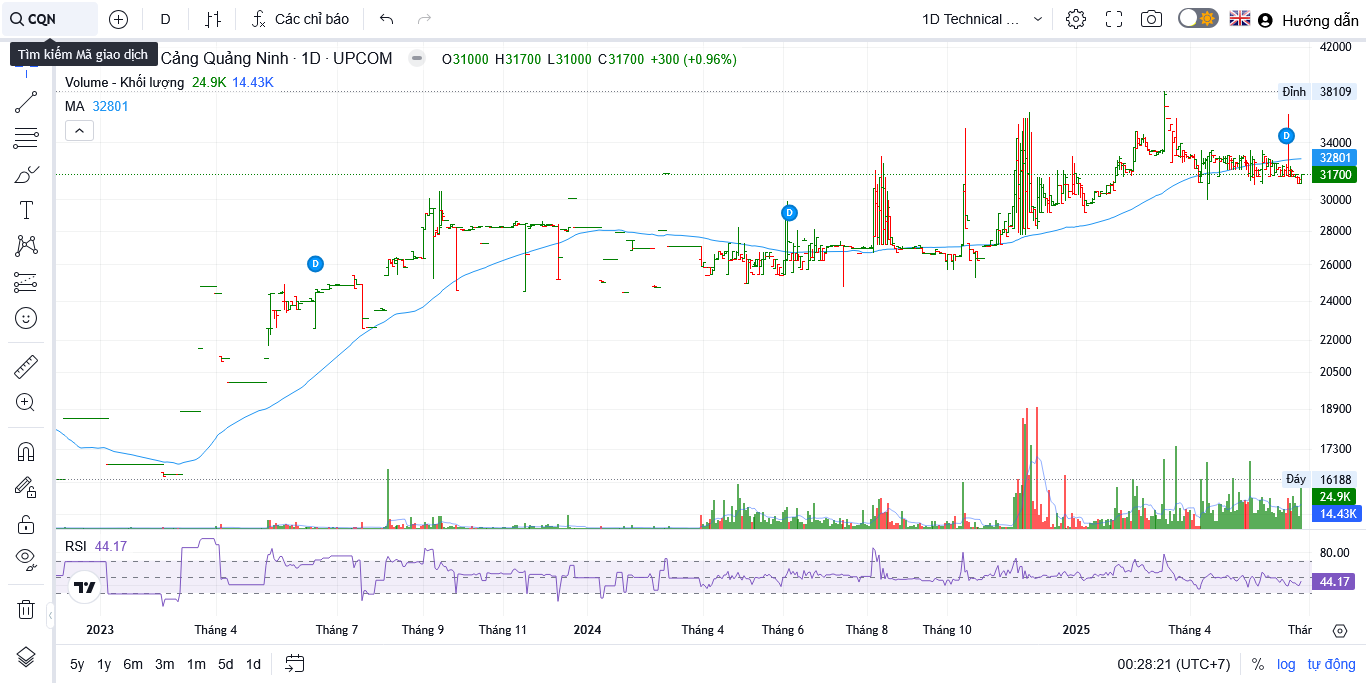 CQN
D
Các chỉ báo
1D Technical ...
Hướng dẫn
Tìm kiếm Mã giao dịch
Cảng Quảng Ninh · 1D · UPCOM
O31000 H31700 L31000 C31700 +300 (+0.96%)
Volume - Khối lượng 24.9K 14.43K
MA 32801
42000
Đỉnh 38109
D
34000
32801
31700
30000
D
28000
D
26000
24000
22000
20500
18900
17300
Đáy 16188
24.9K
14.43K
RSI 44.17
80.00
44.17
2023 Tháng 4 Tháng 7 Tháng 9 Tháng 11 2024 Tháng 4 Tháng 6 Tháng 8 Tháng 10 2025 Tháng 4 Thár
5y 1y 6m 3m 1m 5d 1d
00:28:21 (UTC+7) % log tự động